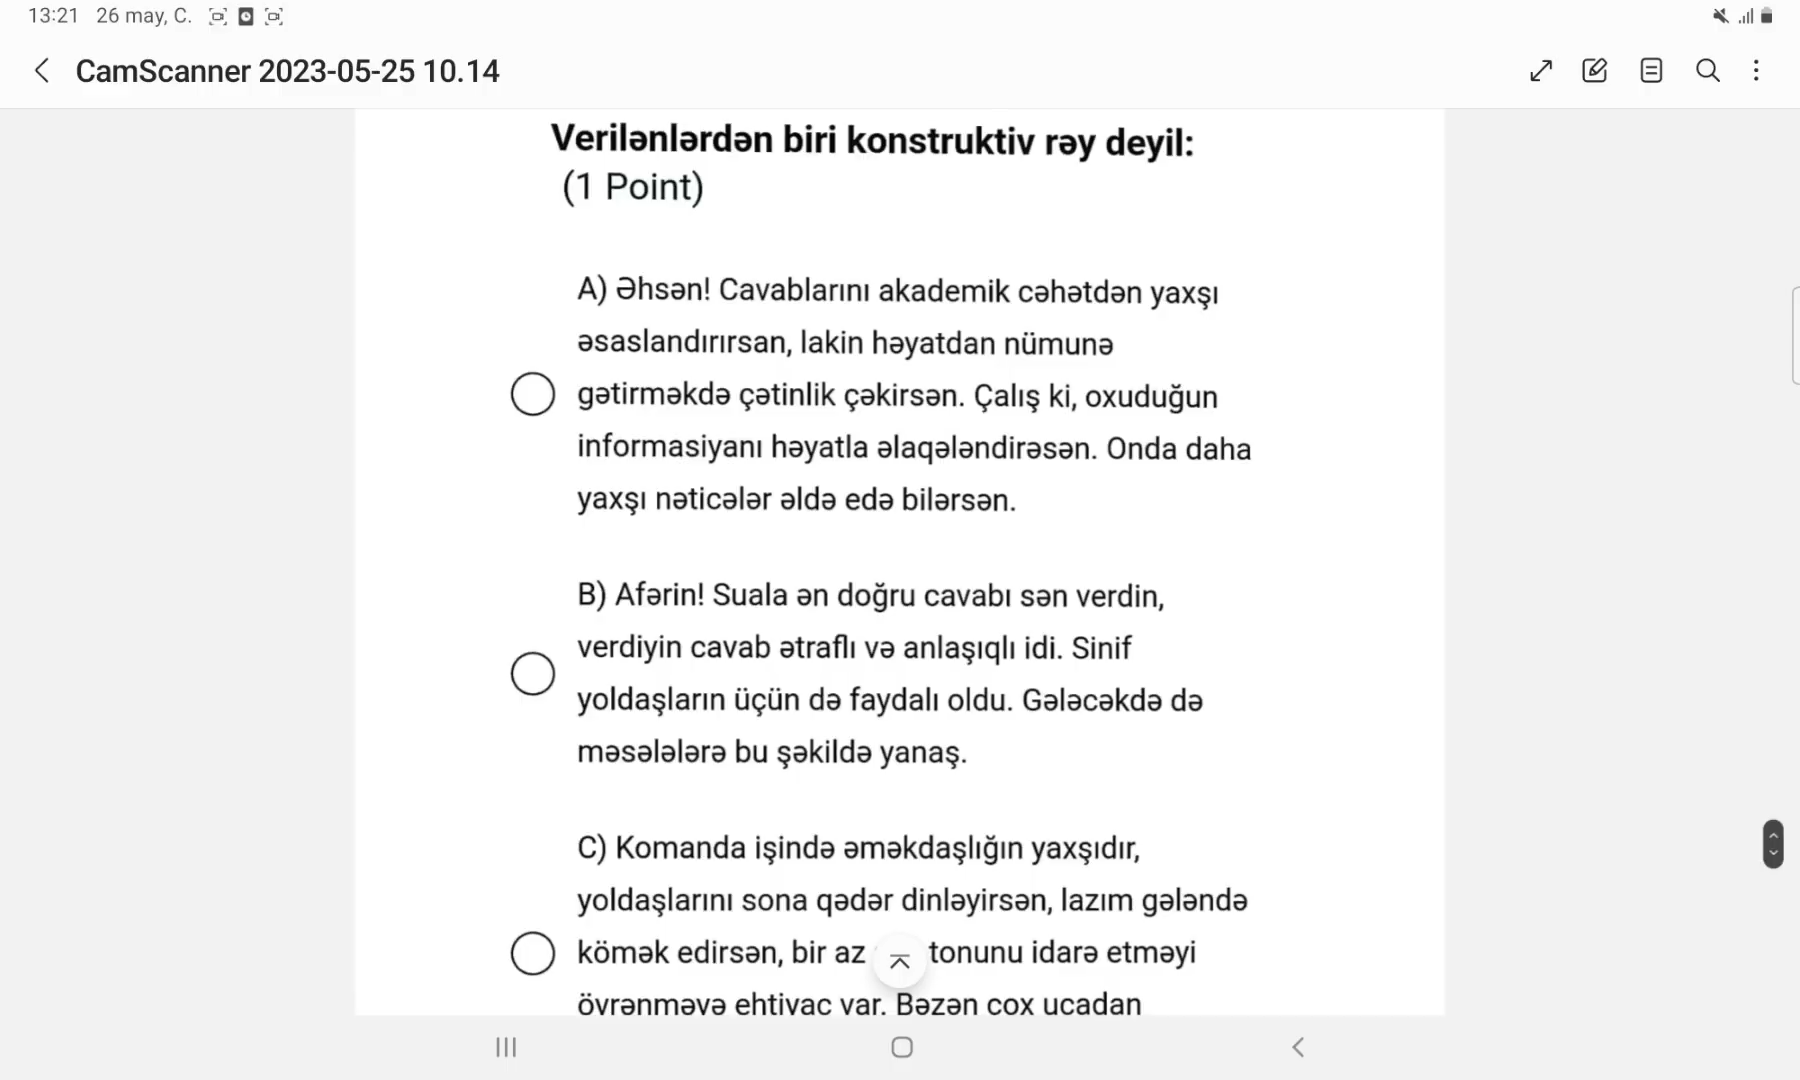 13:21 26 may, C.
CamScanner 2023-05-25 10.14
Verilənlərdən biri konstruktiv rəy deyil:
(1 Point)
A) Əhsən! Cavablarını akademik cəhətdən yaxşı
əsaslandırırsan, lakin həyatdan nümunə
gətirməkdə çətinlik çəkirsən. Çalış ki, oxuduğun
informasiyanı həyatla əlaqələndirəsən. Onda daha
yaxşı nəticələr əldə edə bilərsən.
B) Afərin! Suala ən doğru cavabı sən verdin,
verdiyin cavab ətraflı və anlaşıqlı idi. Sinif
yoldaşların üçün də faydalı oldu. Gələcəkdə də
məsələlərə bu şəkildə yanaş.
C) Komanda işində əməkdaşlığın yaxşıdır,
yoldaşlarını sona qədər dinləyirsən, lazım gələndə
kömək edirsən, bir az tonunu idarə etməyi
öyrənməyə ehtiyac var. Bəzən çox ucadan